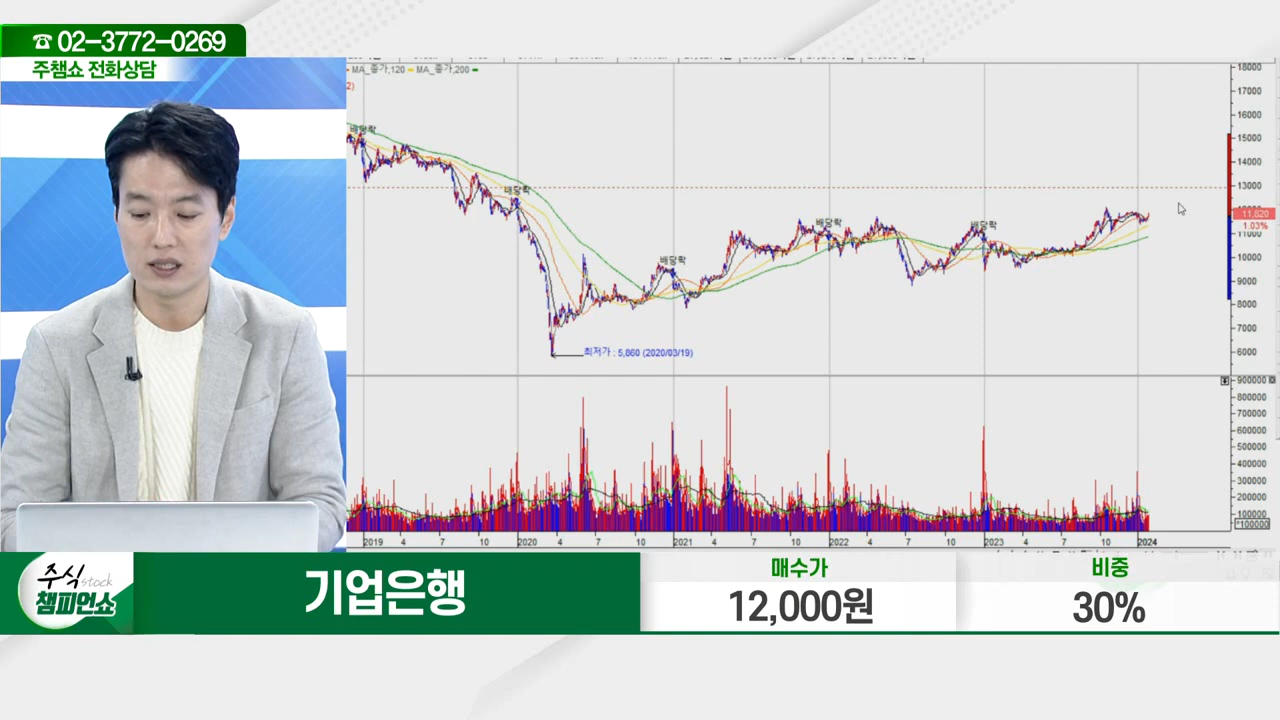 ☎ 02-3772-0269
주챔쇼 전화상담
MA_종가,120 MA_종가,200
2)
배당락
배당락
배당락
배당락
배당락
최저가 : 5,860 (2020/03/19)
18000
17000
16000
15000
14000
13000
11,820
1.03%
11000
10000
9000
8000
7000
6000
900000
800000
700000
600000
500000
400000
300000
200000
100000
*100000
2019 4 7 10 2020 4 7 10 2021 4 7 10 2022 4 7 10 2023 4 7 10 2024
주식 stock
챔피언쇼
기업은행
매수가
12,000원
비중
30%